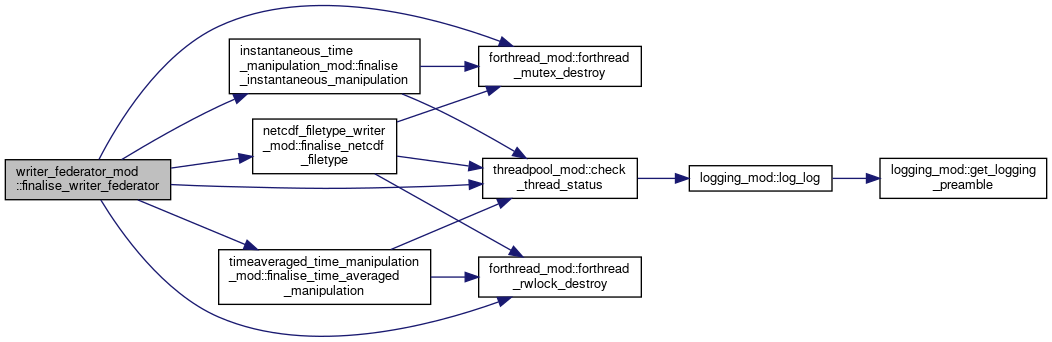 writer_federator_mod
::finalise_writer_federator
instantaneous_time
_manipulation_mod::finalise
_instantaneous_manipulation
netcdf_filetype_writer
_mod::finalise_netcdf
_filetype
timeaveraged_time_manipulation
_mod::finalise_time_averaged
_manipulation
forthread_mod::forthread
_mutex_destroy
threadpool_mod::check
_thread_status
forthread_mod::forthread
_rwlock_destroy
logging_mod::log_log
logging_mod::get_logging
_preamble